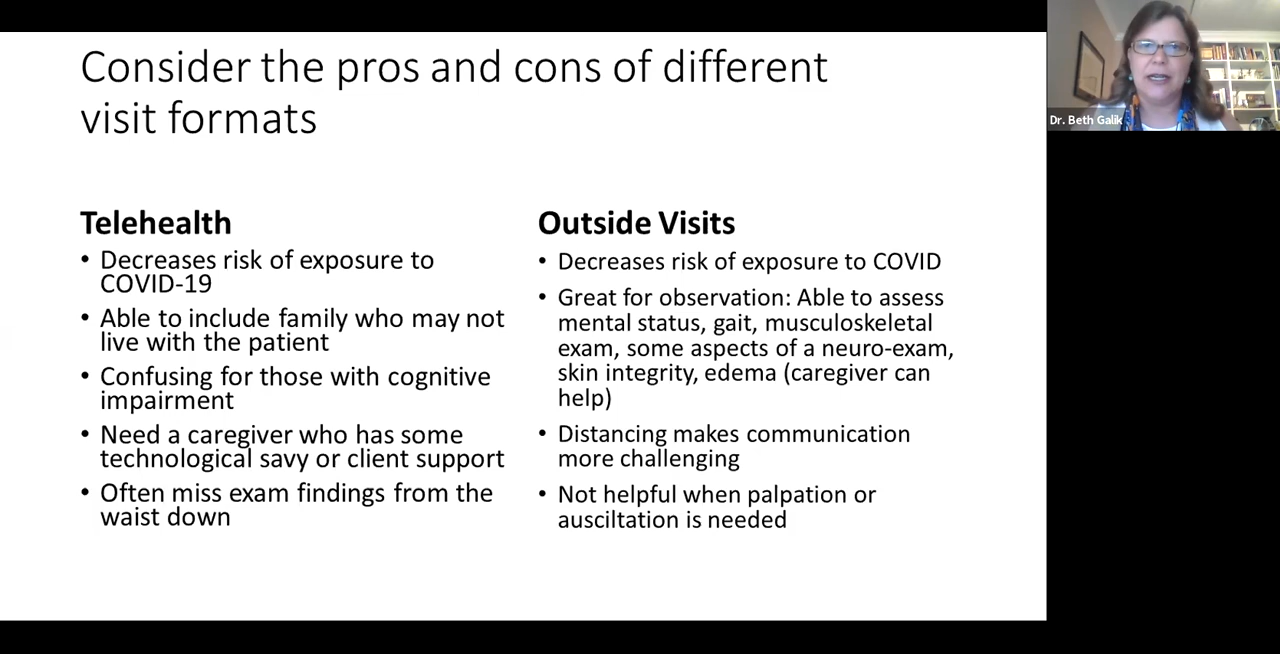 Consider the pros and cons of different
visit formats
Telehealth
• Decreases risk of exposure to
COVID-19
• Able to include family who may not
live with the patient
• Confusing for those with cognitive
impairment
• Need a caregiver who has some
technological savy or client support
• Often miss exam findings from the
waist down
Outside Visits
• Decreases risk of exposure to COVID
• Great for observation: Able to assess
mental status, gait, musculoskeletal
exam, some aspects of a neuro-exam,
skin integrity, edema (caregiver can
help)
• Distancing makes communication
more challenging
• Not helpful when palpation or
ausciltation is needed
Dr. Beth Galik